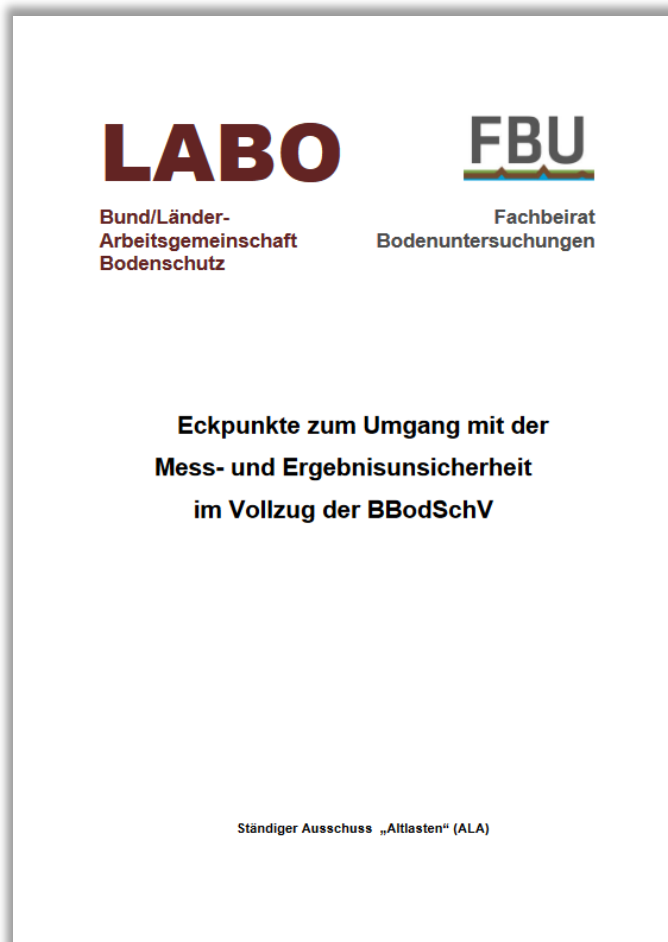 LABO
FBU
Bund/Länder-
Arbeitsgemeinschaft
Bodenschutz
Fachbeirat
Bodenuntersuchungen
Eckpunkte zum Umgang mit der
Mess- und Ergebnisunsicherheit
im Vollzug der BBodSchV
Ständiger Ausschuss „Altlasten“ (ALA)